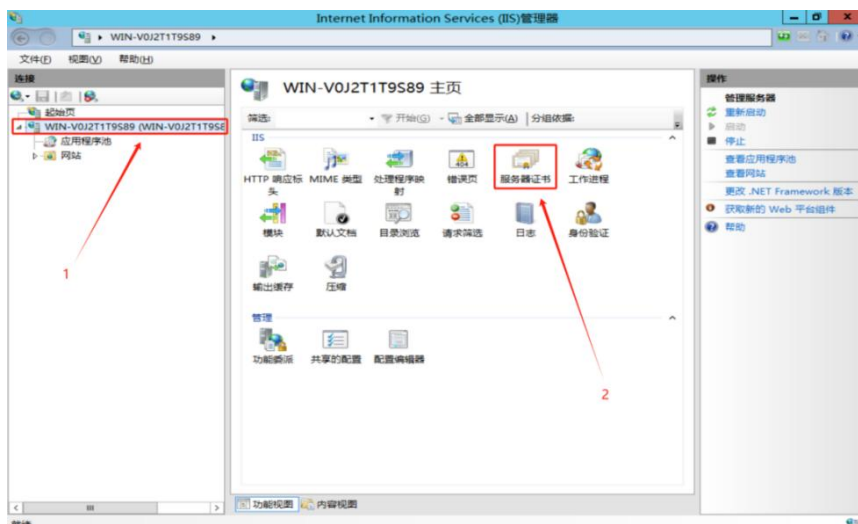 Internet Information Services (IIS)管理器
WIN-V0J2T1T9S89
文件(F) 视图(V) 帮助(H)
连接
起始页
WIN-V0J2T1T9S89 (WIN-V0J2T1T9S8
应用程序池
网站
1
WIN-V0J2T1T9S89 主页
筛选: 开始(G) 全部显示(A) 分组依据:
IIS
HTTP 响应标头 MIME 类型 处理程序映射 错误页 服务器证书 工作进程
模块 默认文档 目录浏览 请求筛选 日志 身份验证
输出缓存 压缩
管理
功能委派 共享的配置 配置编辑器
2
功能视图 内容视图
操作
管理服务器
重新启动
启动
停止
查看应用程序池
查看网站
更改 .NET Framework 版本
获取新的 Web 平台组件
帮助
就绪